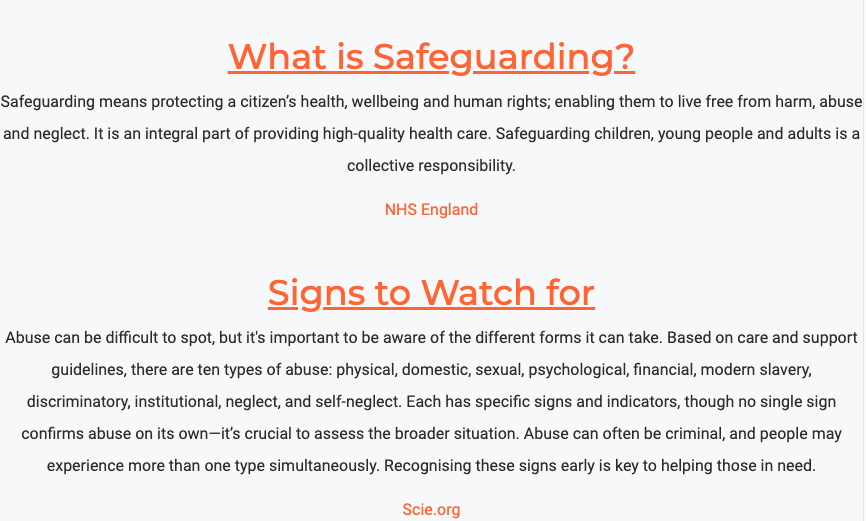 What is Safeguarding?
Safeguarding means protecting a citizen’s health, wellbeing and human rights; enabling them to live free from harm, abuse
and neglect. It is an integral part of providing high-quality health care. Safeguarding children, young people and adults is a
collective responsibility.
NHS England
Signs to Watch for
Abuse can be difficult to spot, but it's important to be aware of the different forms it can take. Based on care and support
guidelines, there are ten types of abuse: physical, domestic, sexual, psychological, financial, modern slavery,
discriminatory, institutional, neglect, and self-neglect. Each has specific signs and indicators, though no single sign
confirms abuse on its own—it’s crucial to assess the broader situation. Abuse can often be criminal, and people may
experience more than one type simultaneously. Recognising these signs early is key to helping those in need.
Scie.org